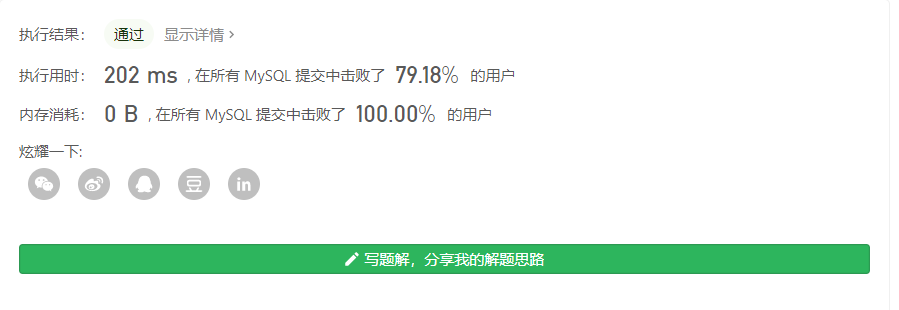 执行结果： 通过 显示详情 ›
执行用时： 202 ms , 在所有 MySQL 提交中击败了 79.18% 的用户
内存消耗： 0 B , 在所有 MySQL 提交中击败了 100.00% 的用户
炫耀一下:
豆 in
写题解，分享我的解题思路